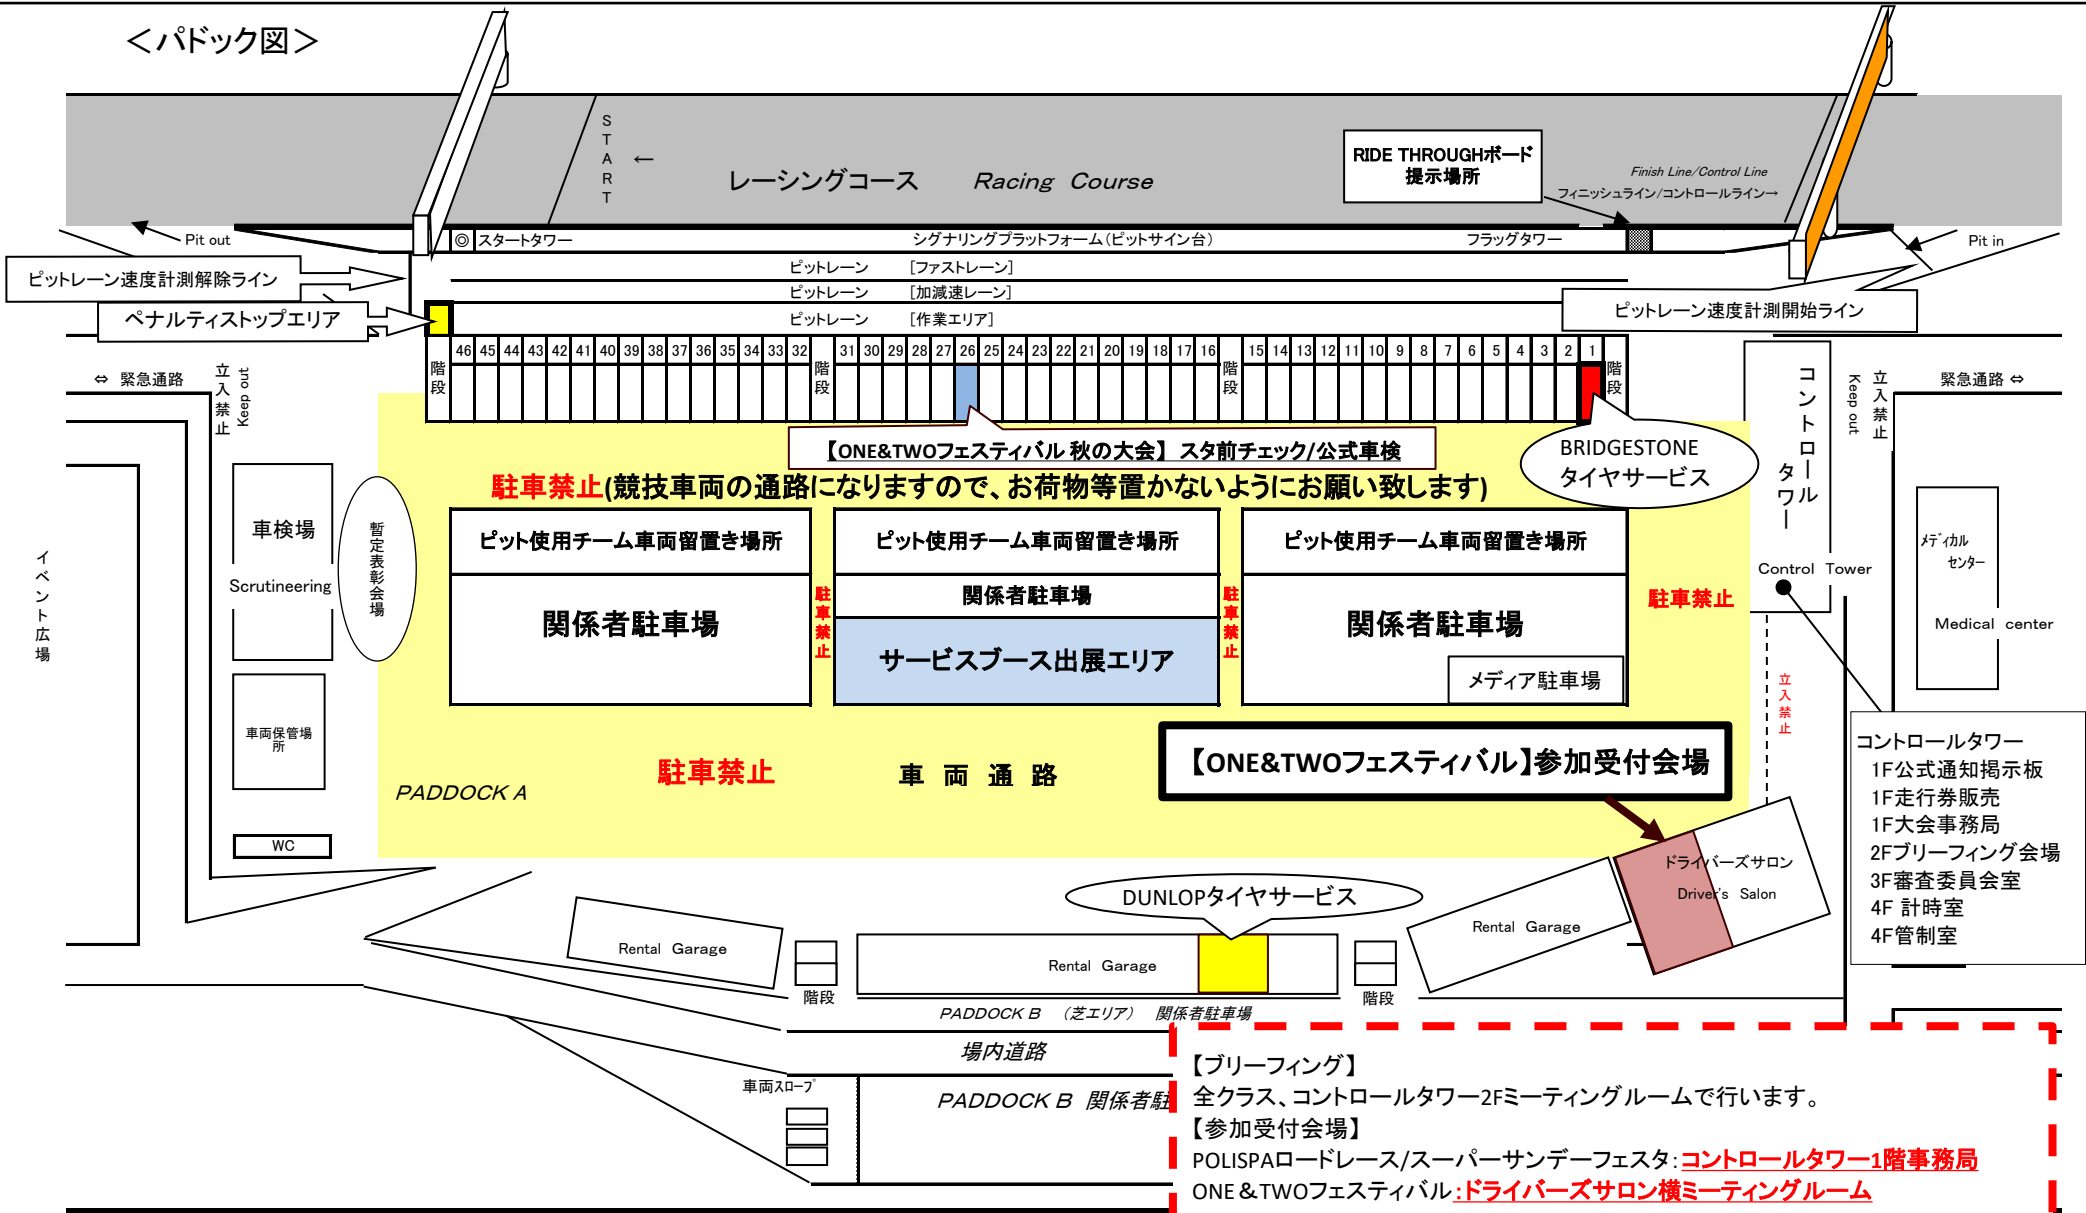 ＜パドック図＞
START
←
レーシングコース Racing Course
RIDE THROUGHボード
提示場所
Finish Line/Control Line
フィニッシュライン/コントロールライン→
Pit out
◎ スタートタワー
シグナリングプラットフォーム(ピットサイン台)
フラッグタワー
Pit in
ピットレーン速度計測解除ライン
ピットレーン [ファストレーン]
ピットレーン [加減速レーン]
ピットレーン速度計測開始ライン
ペナルティストップエリア
ピットレーン [作業エリア]
階段 46 45 44 43 42 41 40 39 38 37 36 35 34 33 32 階段 31 30 29 28 27 26 25 24 23 22 21 20 19 18 17 16 階段 15 14 13 12 11 10 9 8 7 6 5 4 3 2 1 階段
⇔ 緊急通路
立入禁止
Keep out
コントロールタワー
Keep out
立入禁止
緊急通路 ⇔
【ONE&TWOフェスティバル 秋の大会】 スタ前チェック/公式車検
BRIDGESTONE
タイヤサービス
駐車禁止(競技車両の通路になりますので、お荷物等置かないようにお願い致します)
イベント広場
車検場
Scrutineering
暫定表彰会場
ピット使用チーム車両留置き場所
ピット使用チーム車両留置き場所
ピット使用チーム車両留置き場所
メディカル
センター
Medical center
Control Tower
関係者駐車場
駐車禁止
関係者駐車場
駐車禁止
関係者駐車場
駐車禁止
サービスブース出展エリア
メディア駐車場
立入禁止
車両保管場
所
コントロールタワー
1F公式通知掲示板
1F走行券販売
1F大会事務局
2Fブリーフィング会場
3F審査委員会室
4F 計時室
4F管制室
【ONE&TWOフェスティバル】参加受付会場
駐車禁止
車 両 通 路
PADDOCK A
WC
ドライバーズサロン
Driver's Salon
DUNLOPタイヤサービス
Rental Garage
Rental Garage
Rental Garage
階段
階段
PADDOCK B (芝エリア) 関係者駐車場
場内道路
車両スロープ
PADDOCK B 関係者駐
【ブリーフィング】
全クラス、コントロールタワー2Fミーティングルームで行います。
【参加受付会場】
POLISPAロードレース/スーパーサンデーフェスタ:コントロールタワー1階事務局
ONE＆TWOフェスティバル:ドライバーズサロン横ミーティングルーム